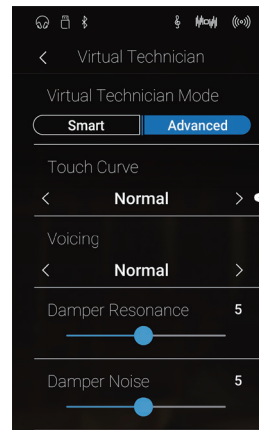 Virtual Technician
Virtual Technician Mode
Smart Advanced
Touch Curve
< Normal >
Voicing
< Normal >
Damper Resonance 5
Damper Noise 5